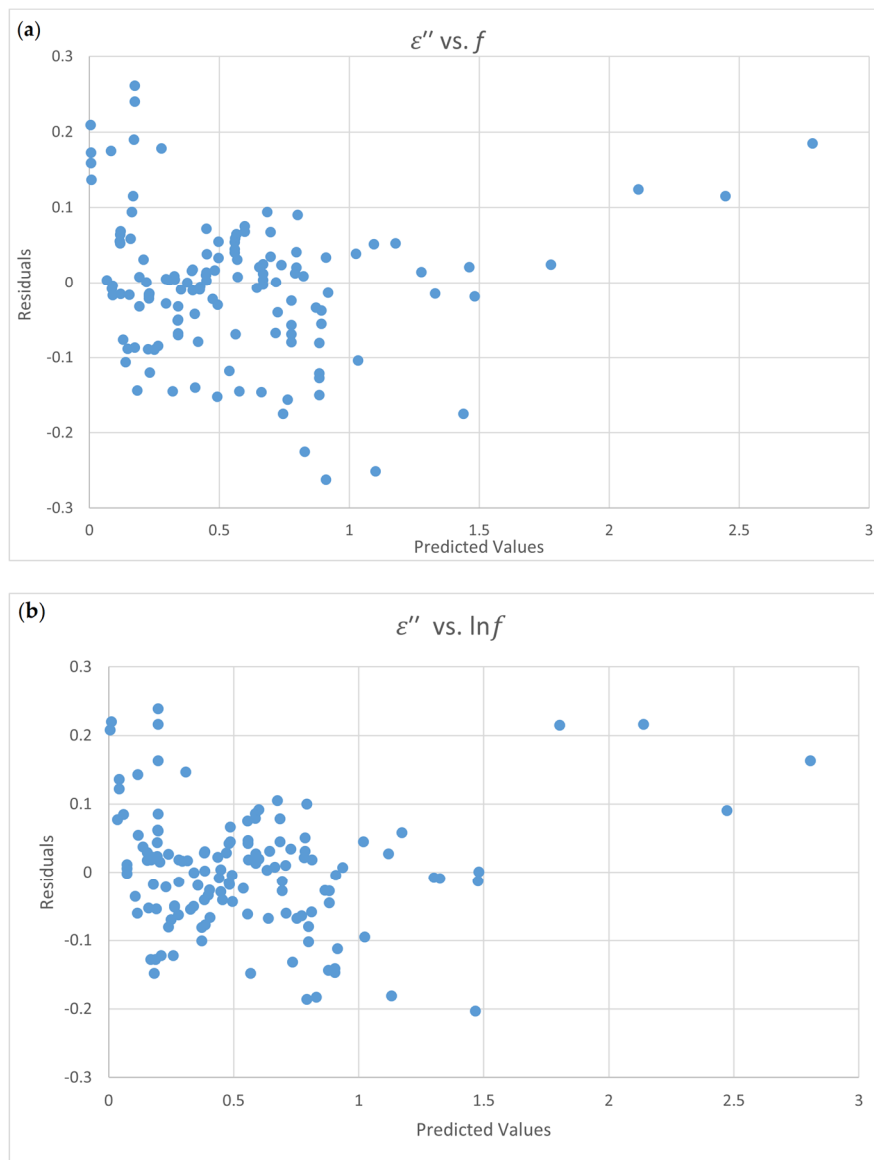 (a)
ε″ vs. f
0.3
0.2
0.1
0
-0.1
-0.2
-0.3
Residuals
0 0.5 1 1.5 2 2.5 3
Predicted Values
(b)
ε″ vs. lnf
0.3
0.2
0.1
0
-0.1
-0.2
-0.3
Residuals
0 0.5 1 1.5 2 2.5 3
Predicted Values